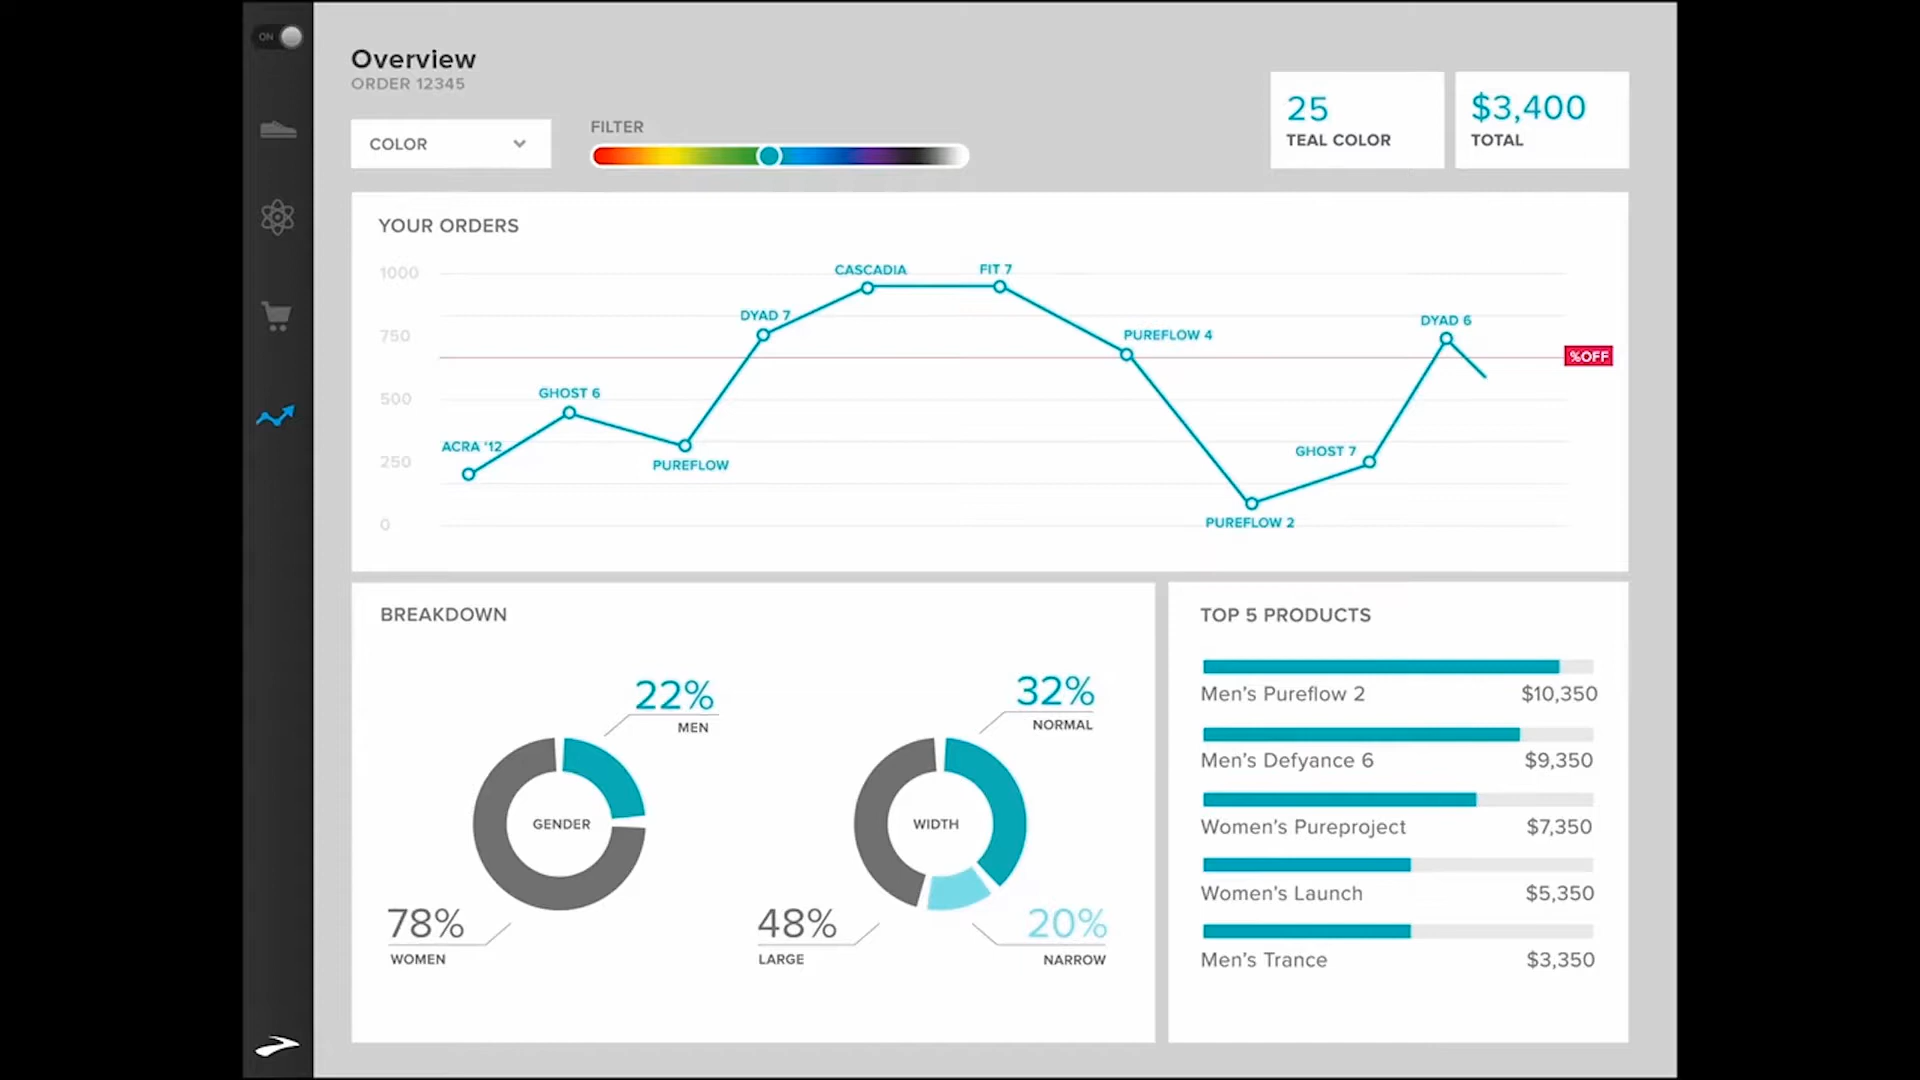 ON
Overview
ORDER 12345
COLOR
FILTER
25
TEAL COLOR
$3,400
TOTAL
YOUR ORDERS
1000
750
500
250
0
ACRA '12
GHOST 6
PUREFLOW
DYAD 7
CASCADIA
FIT 7
PUREFLOW 4
PUREFLOW 2
GHOST 7
DYAD 6
%OFF
BREAKDOWN
22%
MEN
GENDER
78%
WOMEN
32%
NORMAL
WIDTH
48%
LARGE
20%
NARROW
TOP 5 PRODUCTS
Men's Pureflow 2 $10,350
Men's Defyance 6 $9,350
Women's Pureproject $7,350
Women's Launch $5,350
Men's Trance $3,350